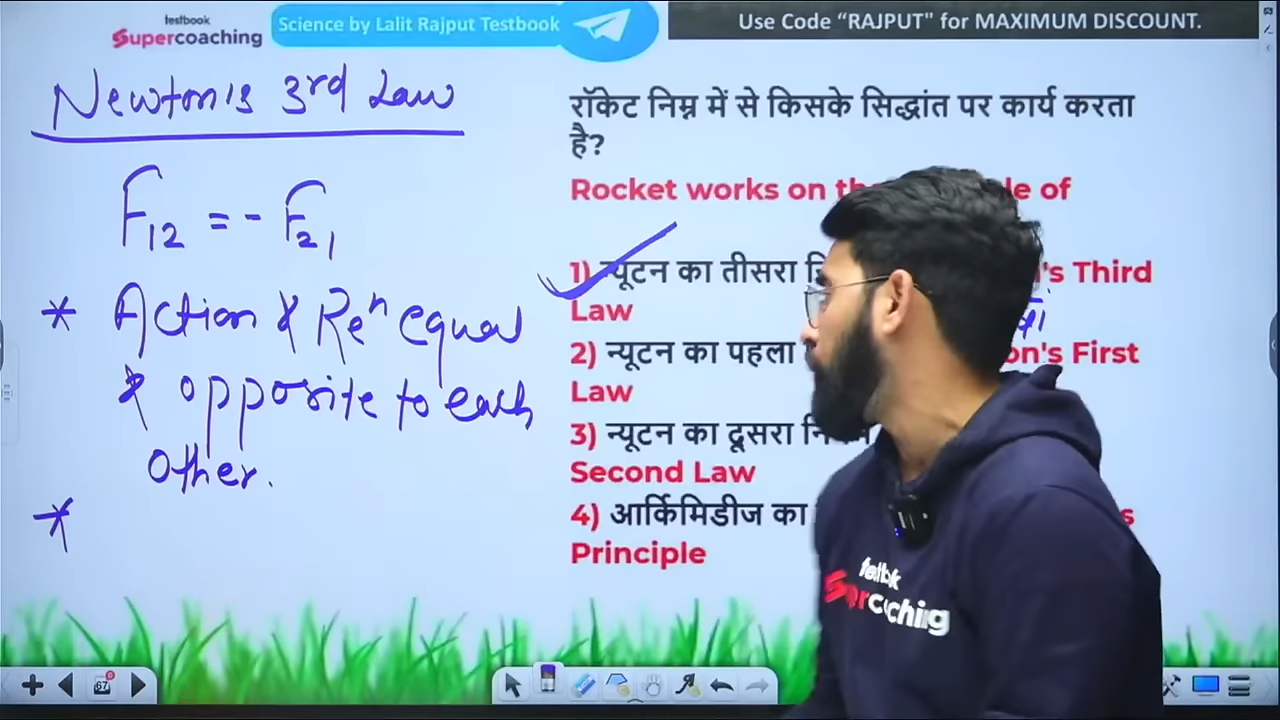 testbook
Supercoaching
Science by Lalit Rajput Testbook
Use Code “RAJPUT" for MAXIMUM DISCOUNT.
Newton's 3rd Law
F12 = - F21
* Action & Ren equal
& opposite to each
other.
*
रॉकेट निम्न में से किसके सिद्धांत पर कार्य करता
है?
Rocket works on of
1) न्यूटन का तीसरा 's Third
Law
2) न्यूटन का पहला 's First
Law
3) न्यूटन का दूसरा
Second Law
4) आर्किमिडीज का
Principle
testbook
Supercoaching
67